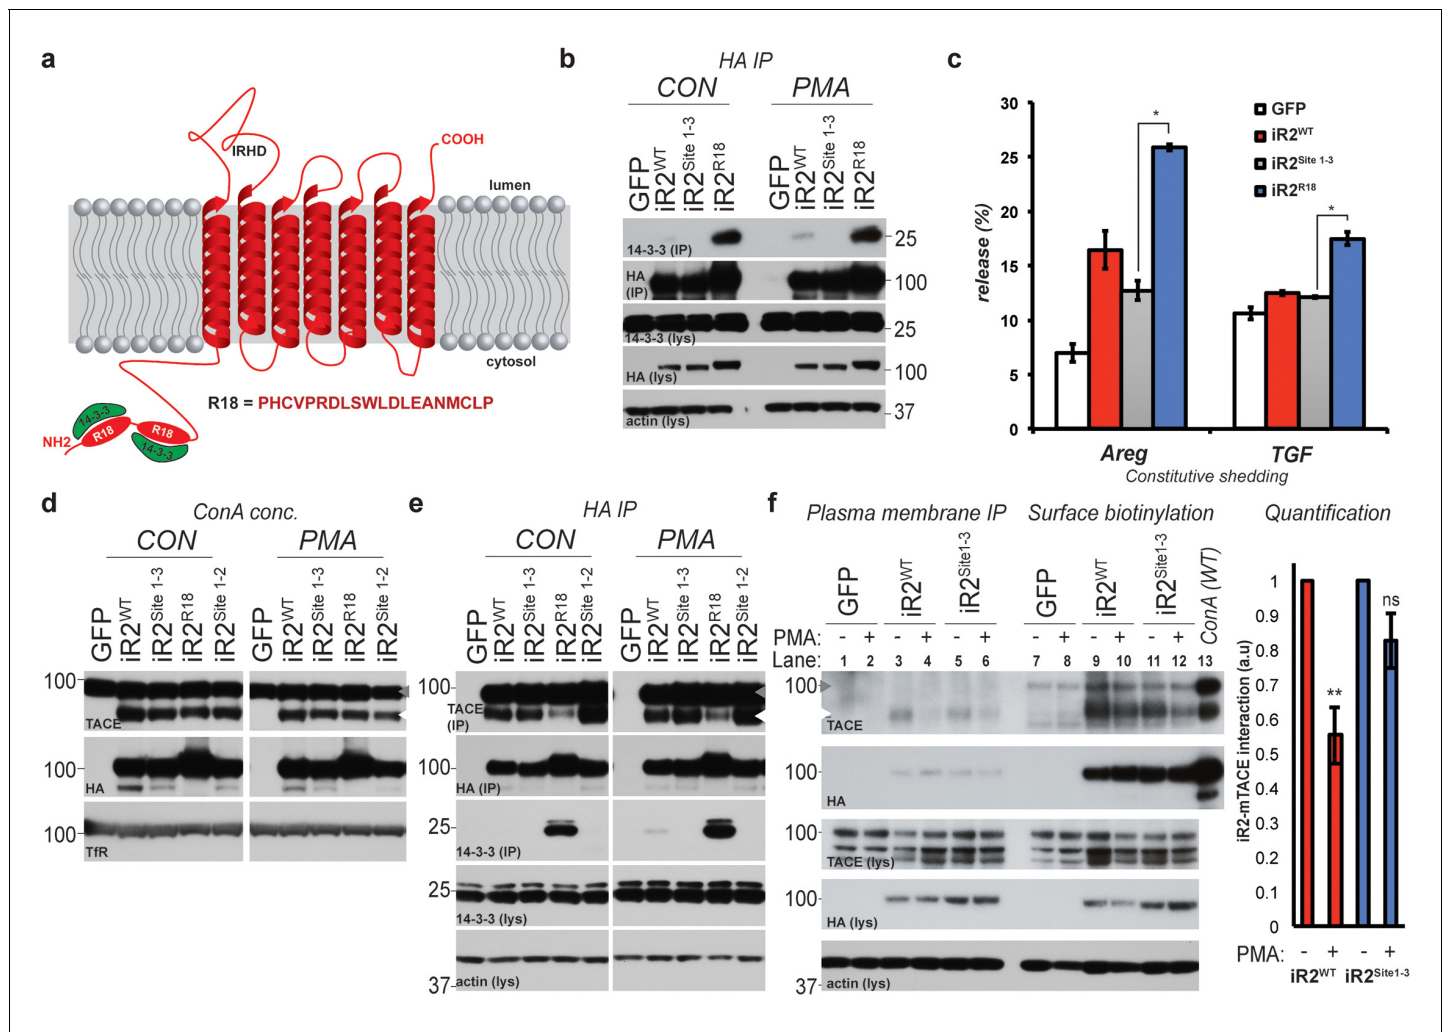 a
IRHD
COOH
lumen
cytosol
R18 = PHCVPRDLSWLDLEANMCLP
14-3-3
R18
R18
14-3-3
NH2
b
HA IP
CON
PMA
GFP
iR2WT
iR2Site 1-3
iR2R18
GFP
iR2WT
iR2Site 1-3
iR2R18
14-3-3 (IP)
25
HA
(IP)
100
14-3-3 (lys)
25
HA (lys)
100
actin (lys)
37
c
release (%)
30
25
20
15
10
5
0
GFP
iR2WT
iR2Site 1-3
iR2R18
*
*
Areg
TGF
Constitutive shedding
d
ConA conc.
CON
PMA
GFP
iR2WT
iR2Site 1-3
iR2R18
iR2Site 1-2
GFP
iR2WT
iR2Site 1-3
iR2R18
iR2Site 1-2
100
TACE
100
HA
100
TfR
e
HA IP
CON
PMA
GFP
iR2WT
iR2Site 1-3
iR2R18
iR2Site 1-2
GFP
iR2WT
iR2Site 1-3
iR2R18
iR2Site 1-2
100
TACE
(IP)
100
HA (IP)
25
14-3-3 (IP)
25
14-3-3 (lys)
actin (lys)
37
f
Plasma membrane IP
Surface biotinylation
Quantification
GFP
iR2WT
iR2Site1-3
GFP
iR2WT
iR2Site1-3
ConA (WT)
PMA: - + - + - + - + - + - +
Lane: 1 2 3 4 5 6 7 8 9 10 11 12 13
100
TACE
100
HA
100
TACE (lys)
100
HA (lys)
37
actin (lys)
iR2-mTACE interaction (a.u)
1
0.9
0.8
0.7
0.6
0.5
0.4
0.3
0.2
0.1
0
**
ns
PMA: - + - +
iR2WT iR2Site1-3